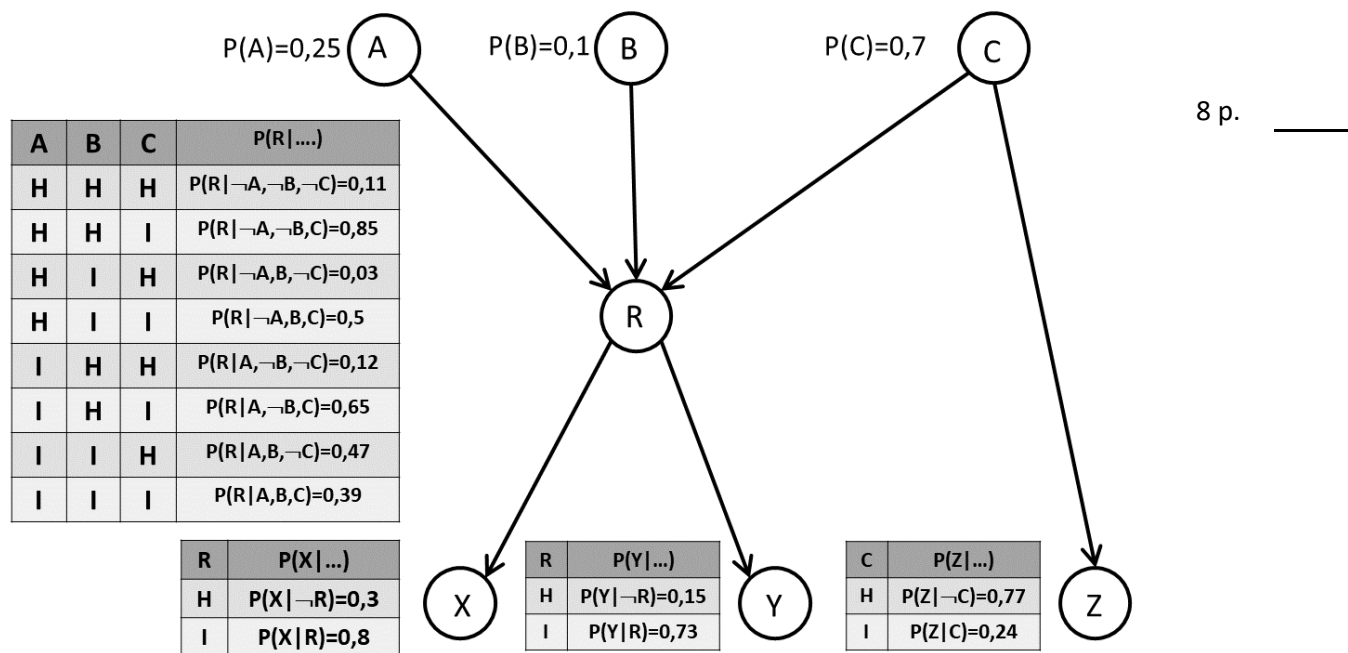 P(A)=0,25 A P(B)=0,1 B P(C)=0,7 C
8 p.
A B C P(R|....)
H H H P(R|¬A,¬B,¬C)=0,11
H H I P(R|¬A,¬B,C)=0,85
H I H P(R|¬A,B,¬C)=0,03
H I I P(R|¬A,B,C)=0,5
I H H P(R|A,¬B,¬C)=0,12
I H I P(R|A,¬B,C)=0,65
I I H P(R|A,B,¬C)=0,47
I I I P(R|A,B,C)=0,39
R
R P(X|...)
H P(X|¬R)=0,3
I P(X|R)=0,8
X
R P(Y|...)
H P(Y|¬R)=0,15
I P(Y|R)=0,73
Y
C P(Z|...)
H P(Z|¬C)=0,77
I P(Z|C)=0,24
Z